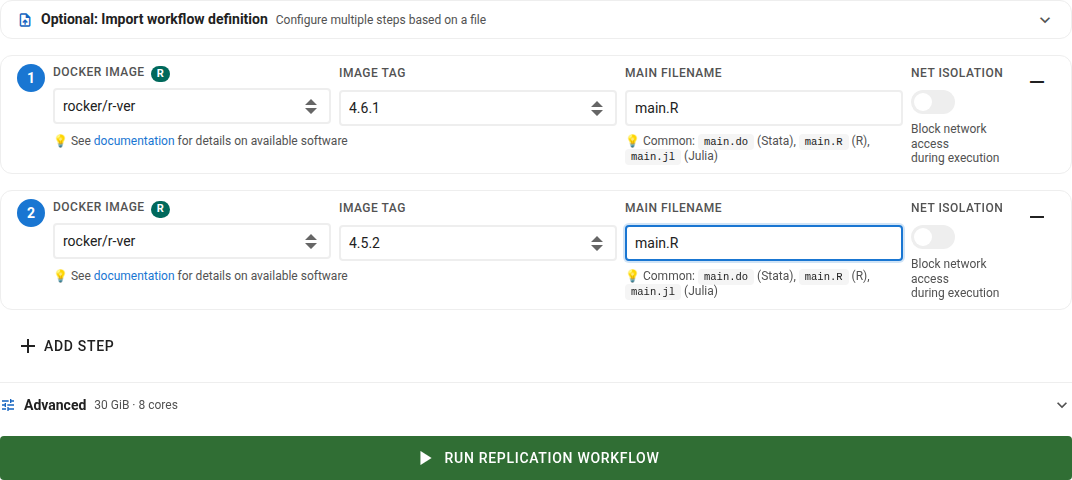 Optional: Import workflow definition Configure multiple steps based on a file
1 DOCKER IMAGE R IMAGE TAG MAIN FILENAME NET ISOLATION
rocker/r-ver 4.6.1 main.R
💡 See documentation for details on available software 💡 Common: main.do (Stata), main.R (R),
main.jl (Julia)
Block network
access
during execution
2 DOCKER IMAGE R IMAGE TAG MAIN FILENAME NET ISOLATION
rocker/r-ver 4.5.2 main.R
💡 See documentation for details on available software 💡 Common: main.do (Stata), main.R (R),
main.jl (Julia)
Block network
access
during execution
ADD STEP
Advanced 30 GiB · 8 cores
RUN REPLICATION WORKFLOW